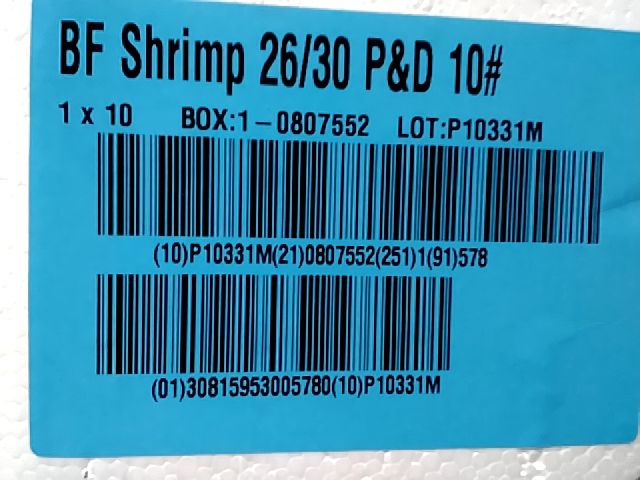 BF Shrimp 26/30 P&D 10#
1 x 10 BOX:1-0807552 LOT:P10331M
(10)P10331M(21)0807552(251)1(91)578
(01)30815953005780(10)P10331M